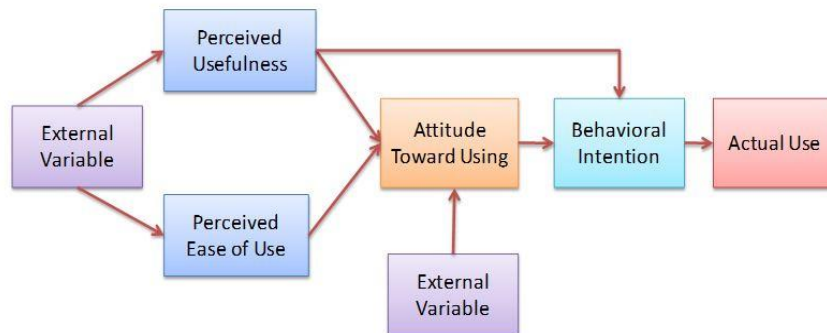 Perceived
Usefulness
External
Variable
Attitude
Toward Using
Behavioral
Intention
Actual Use
Perceived
Ease of Use
External
Variable